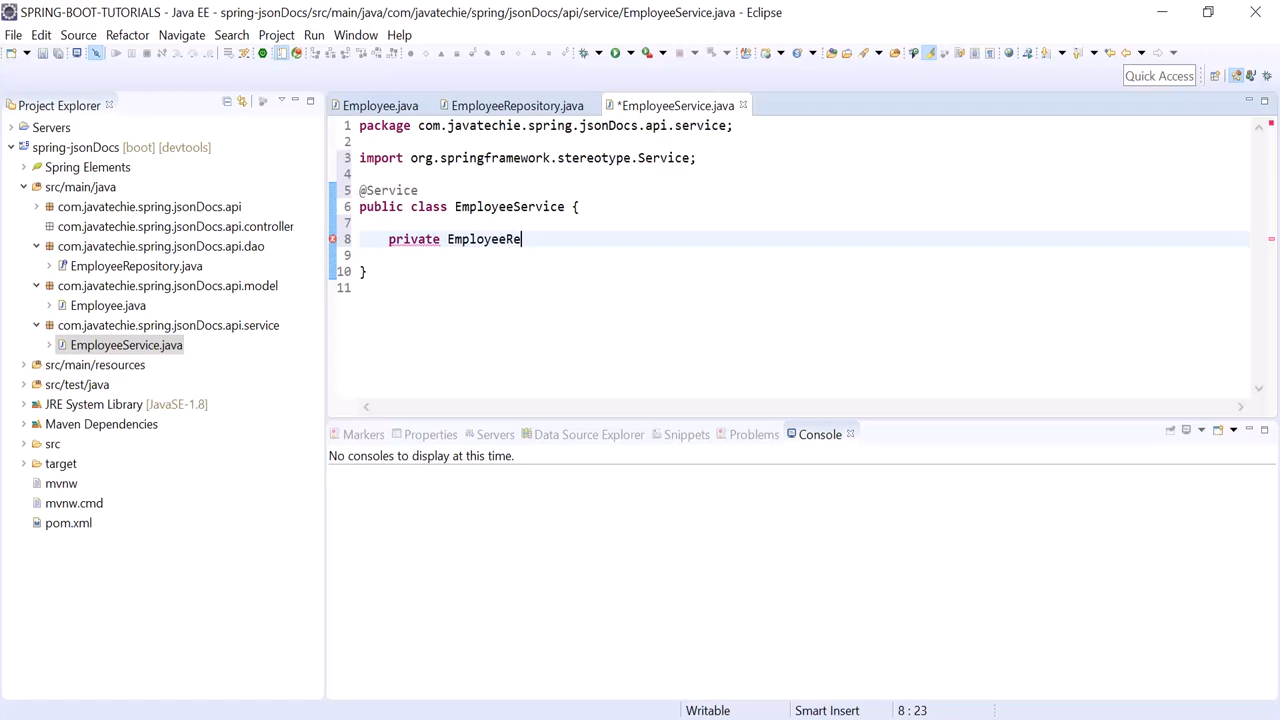 SPRING-BOOT-TUTORIALS - Java EE - spring-jsonDocs/src/main/java/com/javatechie/spring/jsonDocs/api/service/EmployeeService.java - Eclipse
File Edit Source Refactor Navigate Search Project Run Window Help
Quick Access
Project Explorer
Servers
spring-jsonDocs [boot] [devtools]
Spring Elements
src/main/java
com.javatechie.spring.jsonDocs.api
com.javatechie.spring.jsonDocs.api.controller
com.javatechie.spring.jsonDocs.api.dao
EmployeeRepository.java
com.javatechie.spring.jsonDocs.api.model
Employee.java
com.javatechie.spring.jsonDocs.api.service
EmployeeService.java
src/main/resources
src/test/java
JRE System Library [JavaSE-1.8]
Maven Dependencies
src
target
mvnw
mvnw.cmd
pom.xml
Employee.java EmployeeRepository.java *EmployeeService.java
1 package com.javatechie.spring.jsonDocs.api.service;
2
3 import org.springframework.stereotype.Service;
4
5 @Service
6 public class EmployeeService {
7
8 private EmployeeRe
9
10 }
11
Markers Properties Servers Data Source Explorer Snippets Problems Console
No consoles to display at this time.
Writable Smart Insert 8 : 23